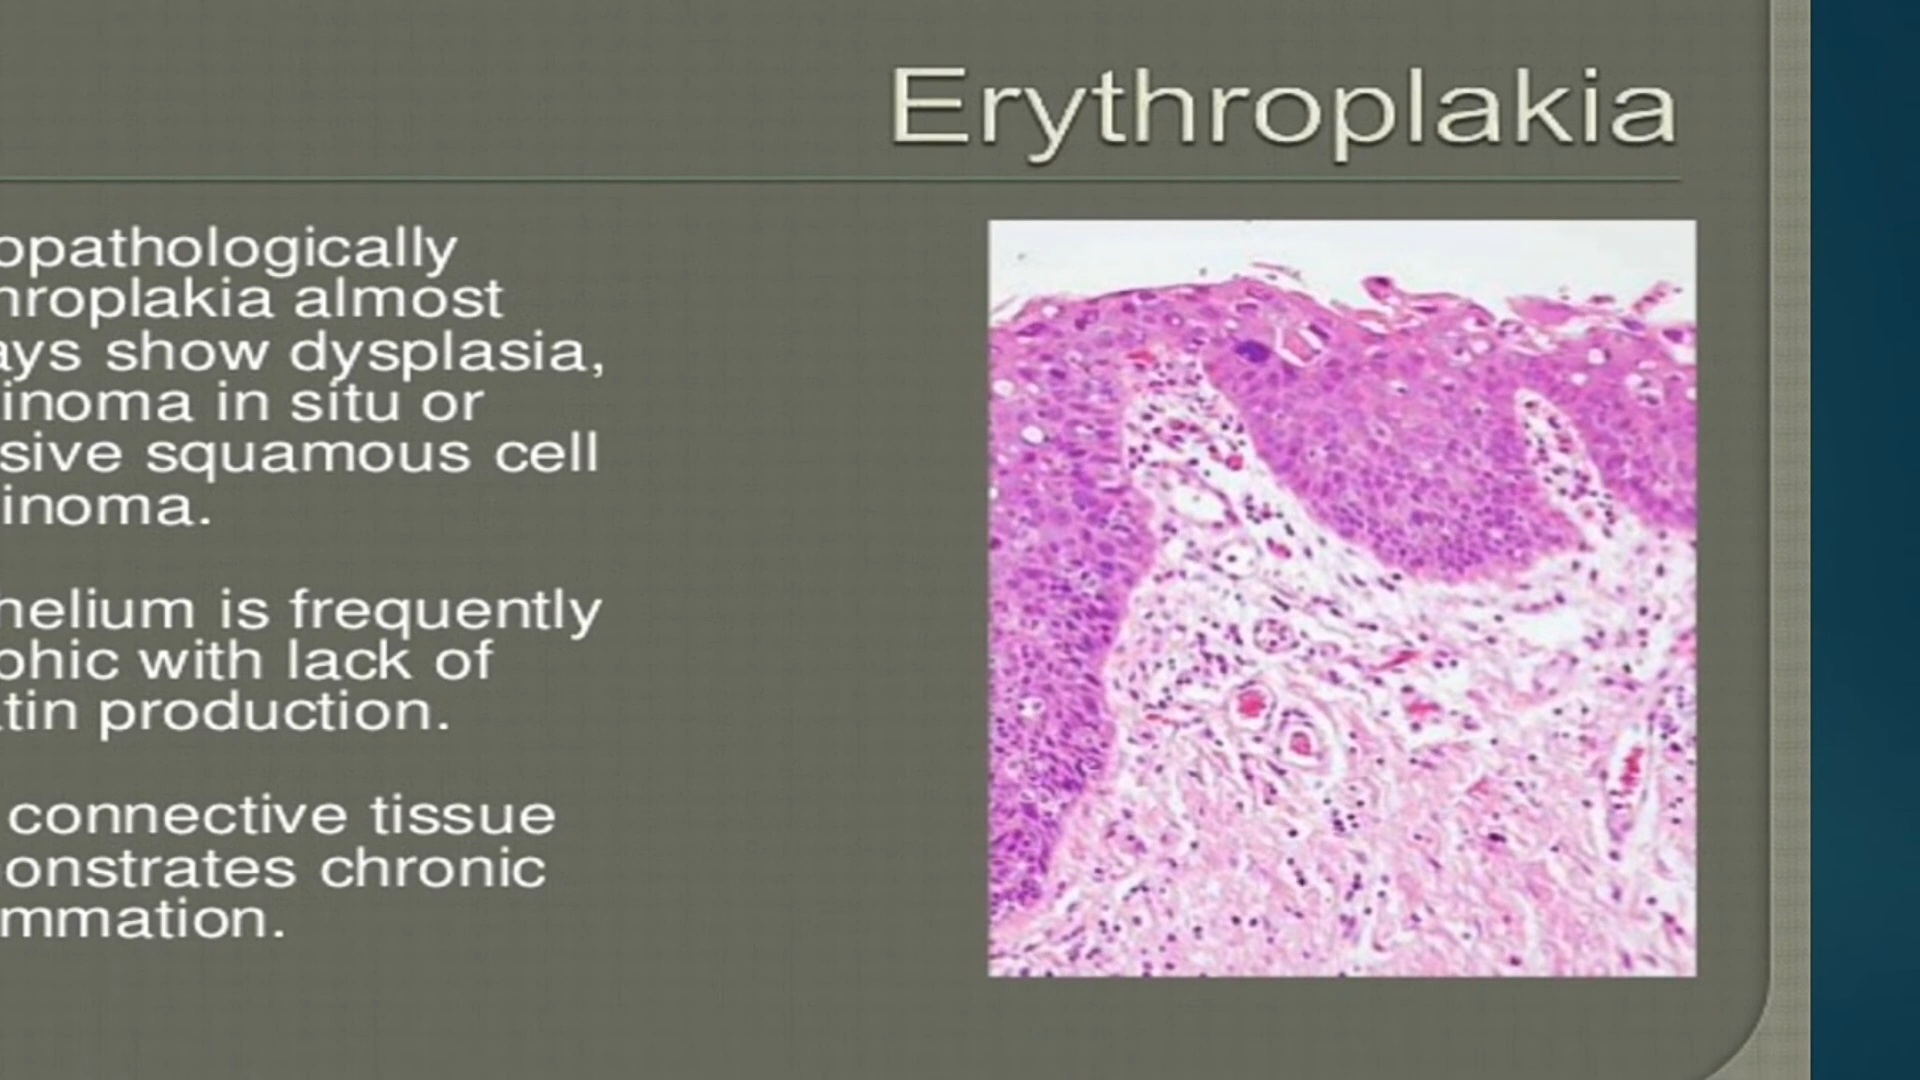 Erythroplakia
opathologically
hroplakia almost
ays show dysplasia,
inoma in situ or
sive squamous cell
inoma.
helium is frequently
phic with lack of
tin production.
connective tissue
onstrates chronic
mmation.